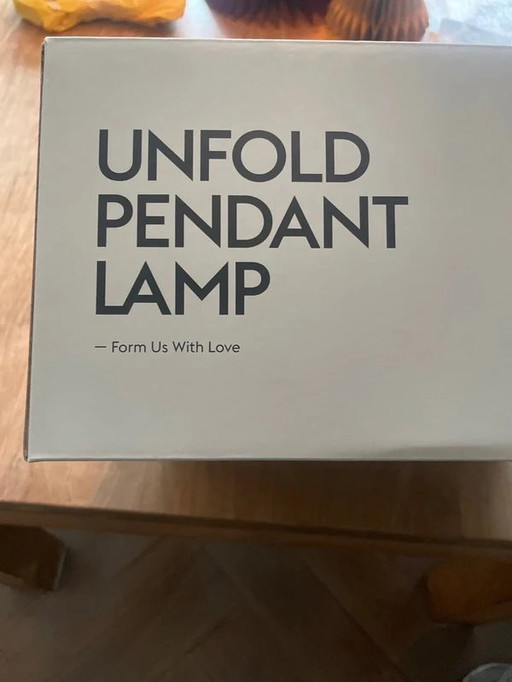 UNFOLD
PENDANT
LAMP
— Form Us With Love